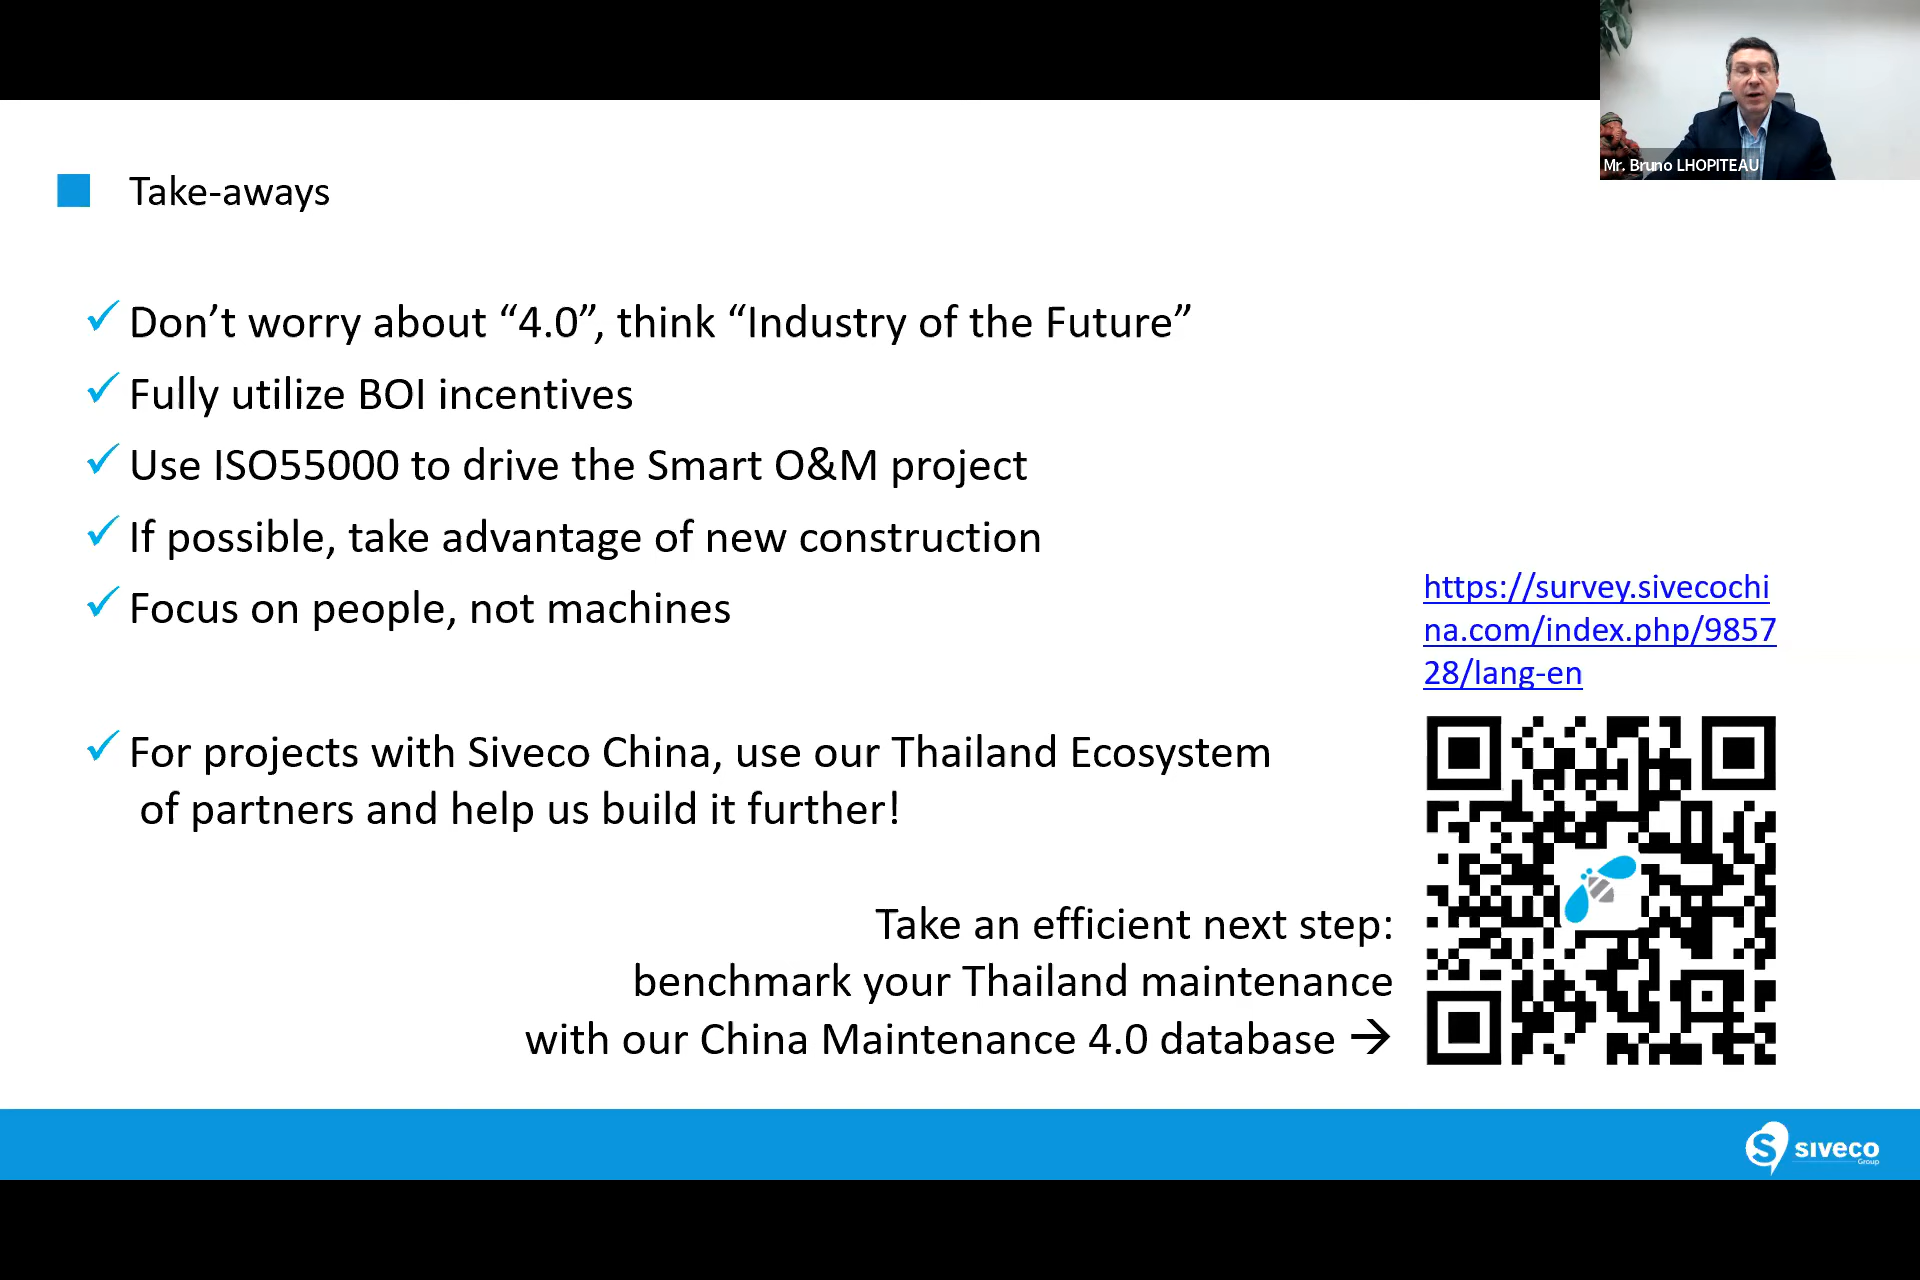 Mr. Bruno LHOPITEAU
Take-aways
✓ Don’t worry about “4.0”, think “Industry of the Future”
✓ Fully utilize BOI incentives
✓ Use ISO55000 to drive the Smart O&M project
✓ If possible, take advantage of new construction
✓ Focus on people, not machines
https://survey.sivecochi
na.com/index.php/9857
28/lang-en
✓ For projects with Siveco China, use our Thailand Ecosystem
of partners and help us build it further!
Take an efficient next step:
benchmark your Thailand maintenance
with our China Maintenance 4.0 database →
siveco
Group